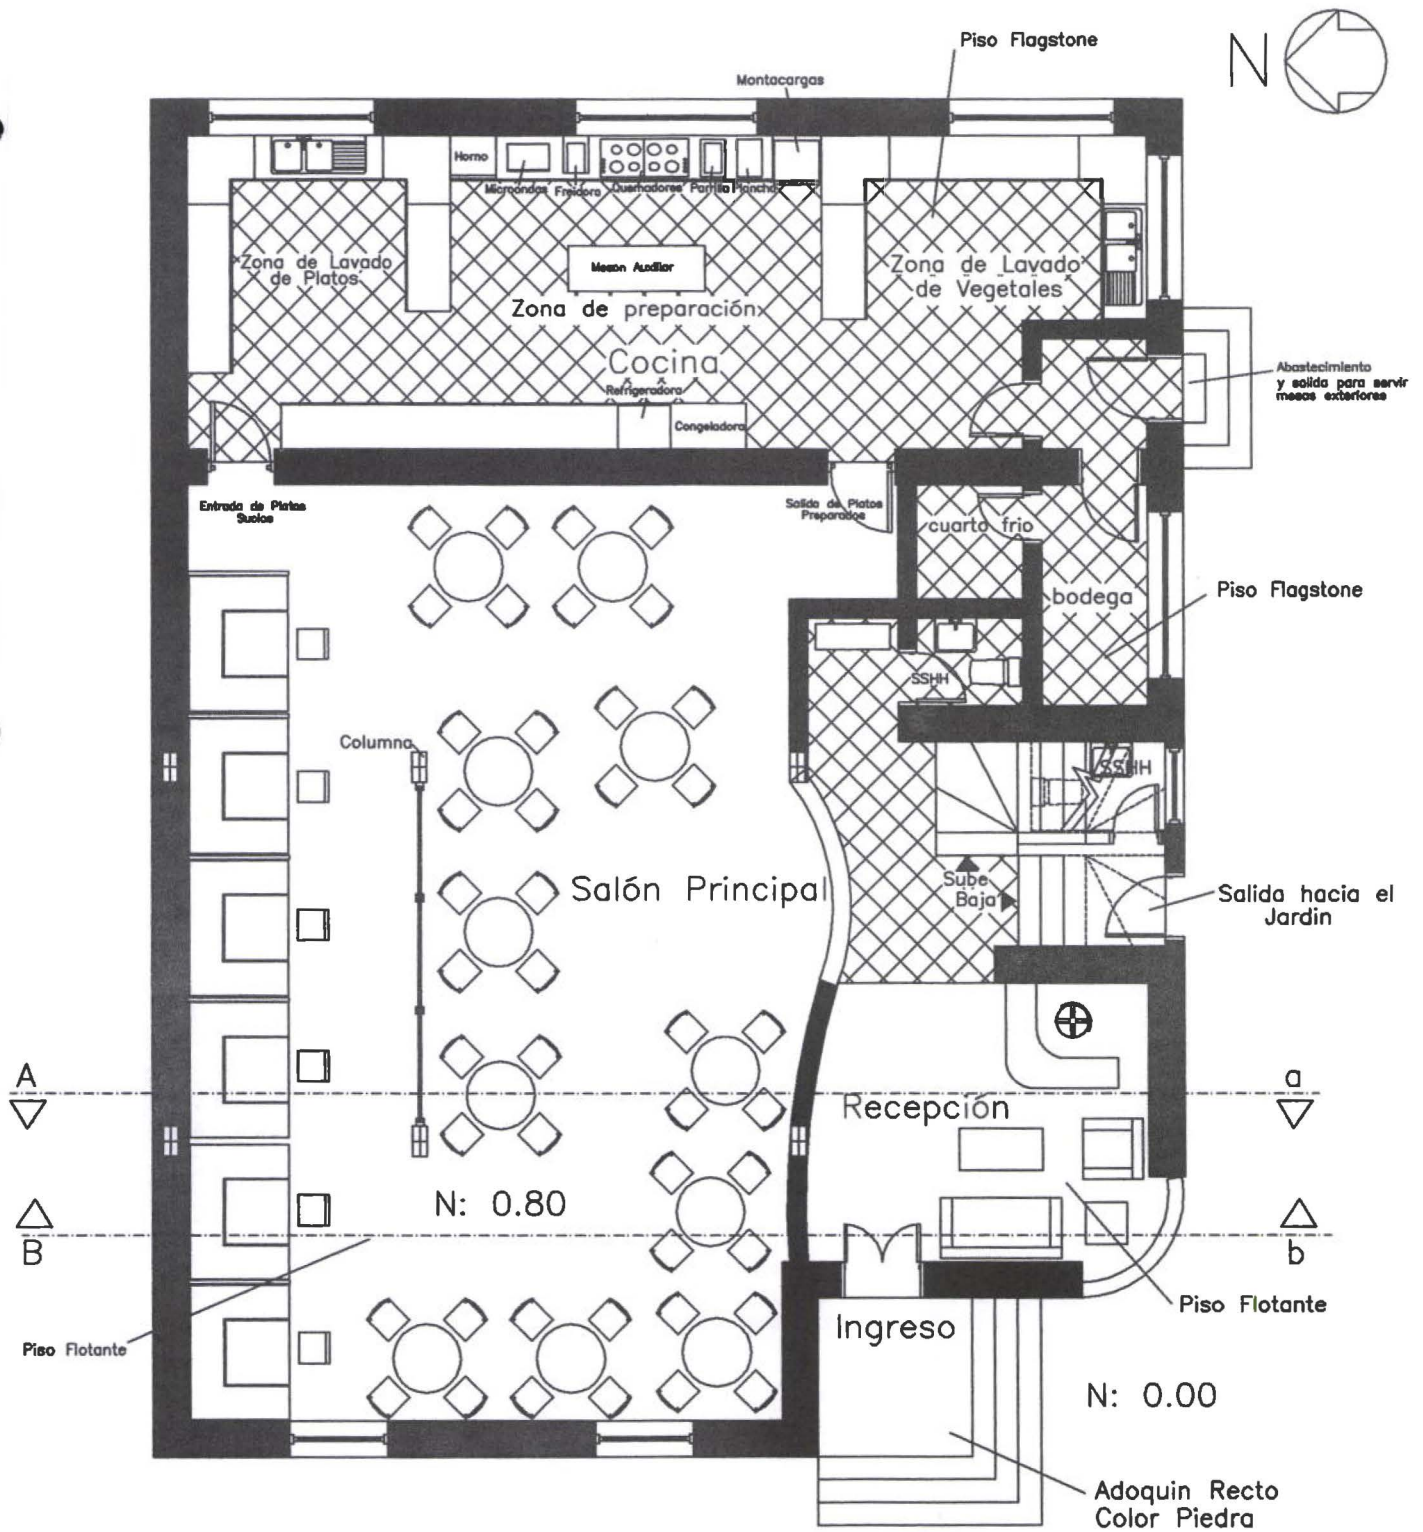 Piso Flagstone
N
Montacargas
Horno
Microondas
Freidora
Quemadores
Parrilla
Plancha
Zona de Lavado
de Platos
Meson Auxiliar
Zona de preparación
Zona de Lavado
de Vegetales
Cocina
Refrigeradora
Congeladora
Abastecimiento
y salida para servir
mesas exteriores
Entrada de Platos
Sucios
Salida de Platos
Preparados
cuarto frio
bodega
Piso Flagstone
SSHH
Columna
SSHH
Salón Principal
Sube
Baja
Salida hacia el
Jardin
A
a
Recepción
N: 0.80
B
b
Piso Flotante
Ingreso
Piso Flotante
N: 0.00
Adoquin Recto
Color Piedra